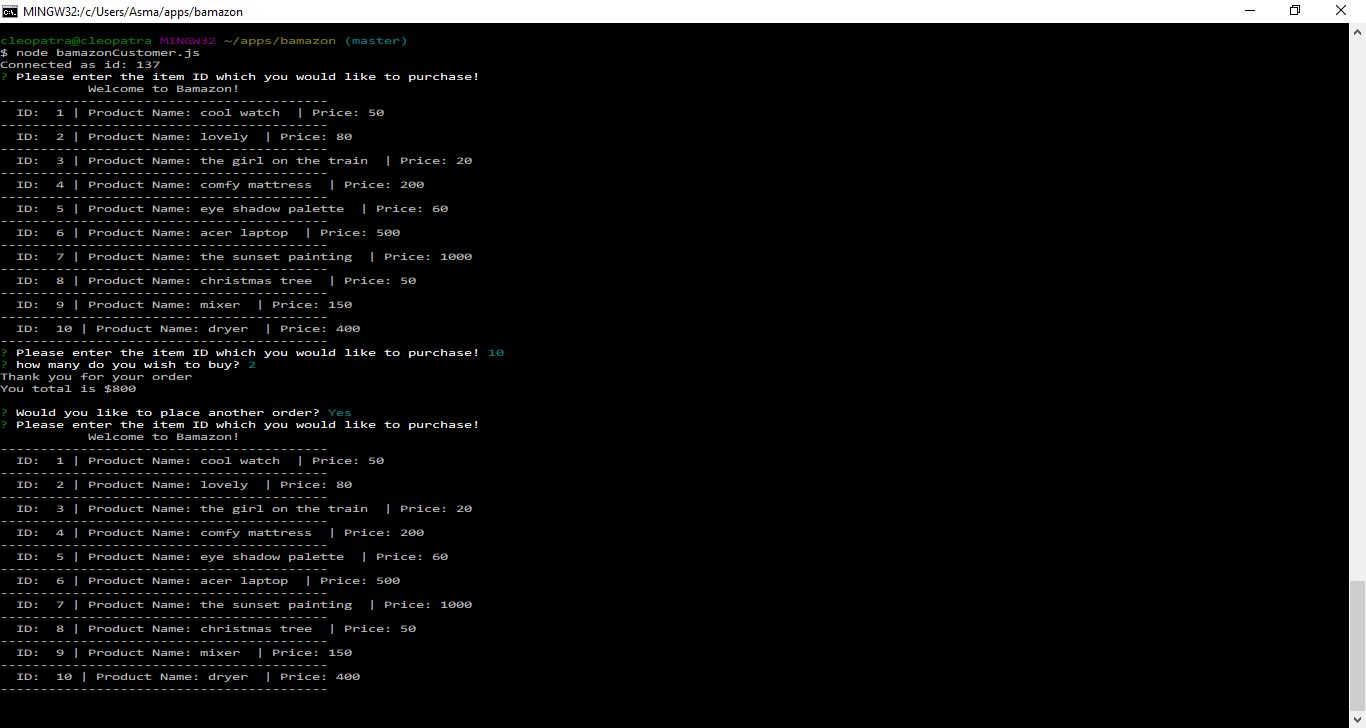 MINGW32:/c/Users/Asma/apps/bamazon
cleopatra@cleopatra MINGW32 ~/apps/bamazon (master)
$ node bamazonCustomer.js
Connected as id: 137
? Please enter the item ID which you would like to purchase!
Welcome to Bamazon!
-----------------------------------------
ID:  1 | Product Name: cool watch  | Price: 50
-----------------------------------------
ID:  2 | Product Name: lovely  | Price: 80
-----------------------------------------
ID:  3 | Product Name: the girl on the train  | Price: 20
-----------------------------------------
ID:  4 | Product Name: comfy mattress  | Price: 200
-----------------------------------------
ID:  5 | Product Name: eye shadow palette  | Price: 60
-----------------------------------------
ID:  6 | Product Name: acer laptop  | Price: 500
-----------------------------------------
ID:  7 | Product Name: the sunset painting  | Price: 1000
-----------------------------------------
ID:  8 | Product Name: christmas tree  | Price: 50
-----------------------------------------
ID:  9 | Product Name: mixer  | Price: 150
-----------------------------------------
ID:  10 | Product Name: dryer  | Price: 400
-----------------------------------------
? Please enter the item ID which you would like to purchase! 10
? how many do you wish to buy? 2
Thank you for your order
You total is $800
? Would you like to place another order? Yes
? Please enter the item ID which you would like to purchase!
Welcome to Bamazon!
-----------------------------------------
ID:  1 | Product Name: cool watch  | Price: 50
-----------------------------------------
ID:  2 | Product Name: lovely  | Price: 80
-----------------------------------------
ID:  3 | Product Name: the girl on the train  | Price: 20
-----------------------------------------
ID:  4 | Product Name: comfy mattress  | Price: 200
-----------------------------------------
ID:  5 | Product Name: eye shadow palette  | Price: 60
-----------------------------------------
ID:  6 | Product Name: acer laptop  | Price: 500
-----------------------------------------
ID:  7 | Product Name: the sunset painting  | Price: 1000
-----------------------------------------
ID:  8 | Product Name: christmas tree  | Price: 50
-----------------------------------------
ID:  9 | Product Name: mixer  | Price: 150
-----------------------------------------
ID:  10 | Product Name: dryer  | Price: 400
-----------------------------------------